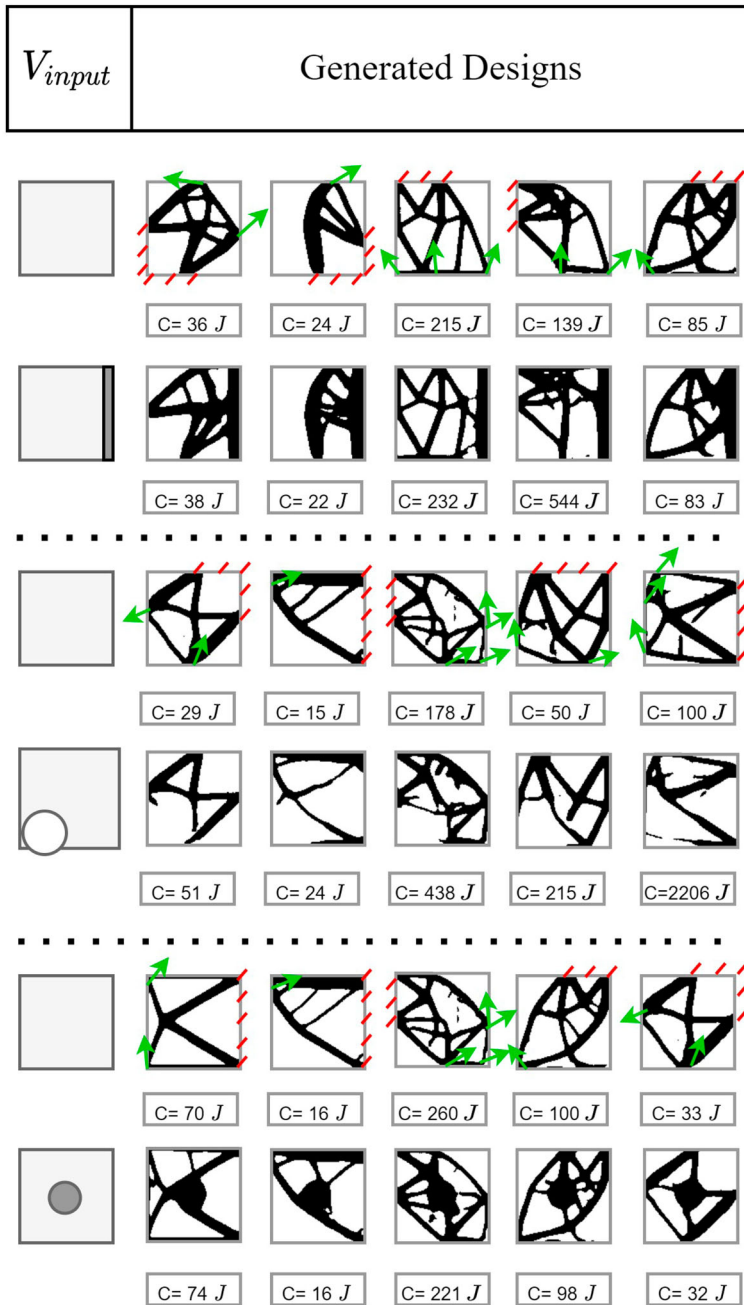 V_input Generated Designs
C= 36 J C= 24 J C= 215 J C= 139 J C= 85 J
C= 38 J C= 22 J C= 232 J C= 544 J C= 83 J
C= 29 J C= 15 J C= 178 J C= 50 J C= 100 J
C= 51 J C= 24 J C= 438 J C= 215 J C=2206 J
C= 70 J C= 16 J C= 260 J C= 100 J C= 33 J
C= 74 J C= 16 J C= 221 J C= 98 J C= 32 J